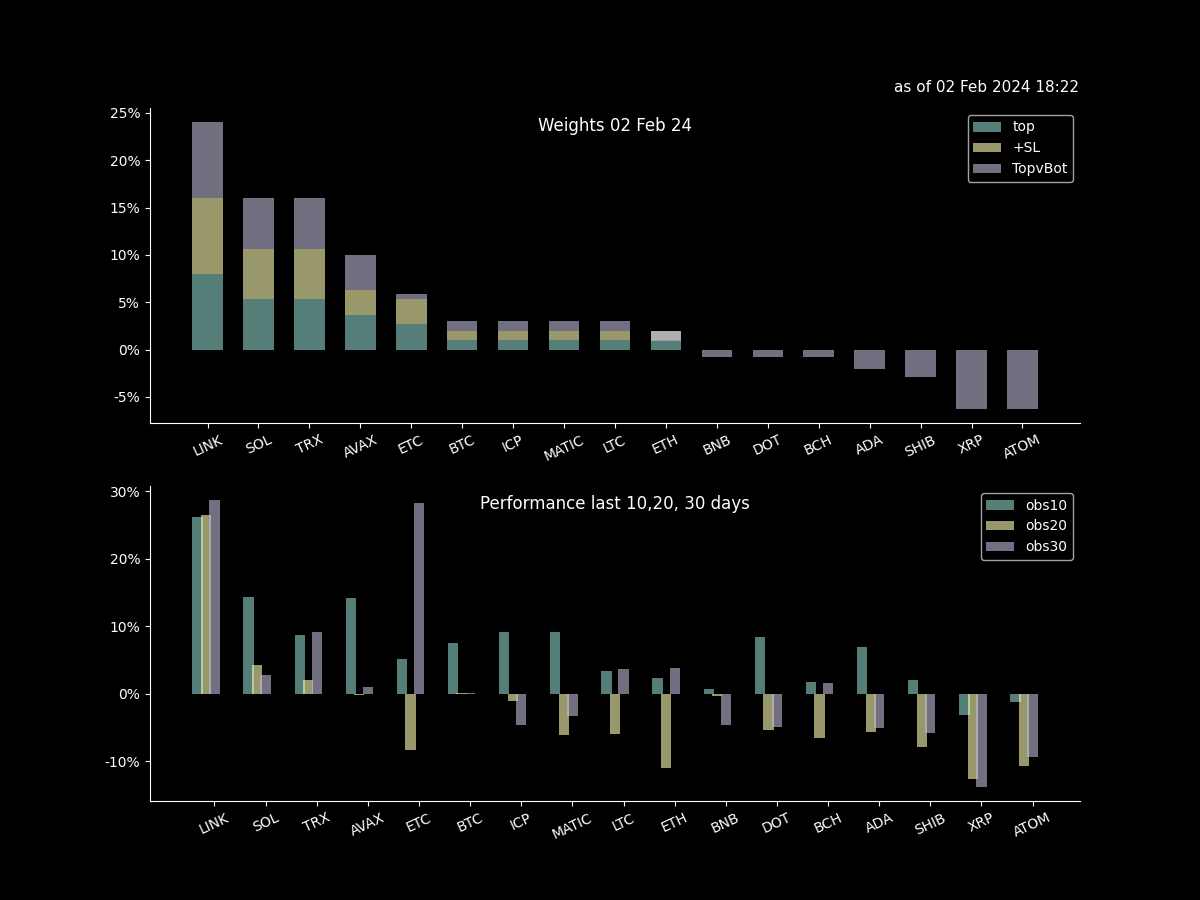 as of 02 Feb 2024 18:22
Weights 02 Feb 24
top
+SL
TopvBot
25%
20%
15%
10%
5%
0%
-5%
LINK SOL TRX AVAX ETC BTC ICP MATIC LTC ETH BNB DOT BCH ADA SHIB XRP ATOM
Performance last 10,20, 30 days
obs10
obs20
obs30
30%
20%
10%
0%
-10%
LINK SOL TRX AVAX ETC BTC ICP MATIC LTC ETH BNB DOT BCH ADA SHIB XRP ATOM